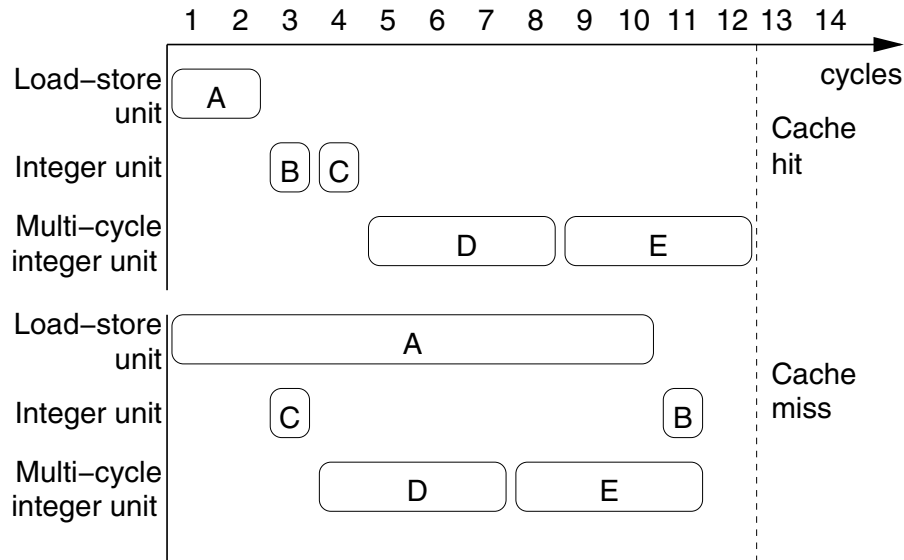 1 2 3 4 5 6 7 8 9 10 11 12 13 14
cycles
Load−store
unit
A
Cache
hit
Integer unit
B C
Multi−cycle
integer unit
D E
Load−store
unit
A
Cache
miss
Integer unit
C B
Multi−cycle
integer unit
D E